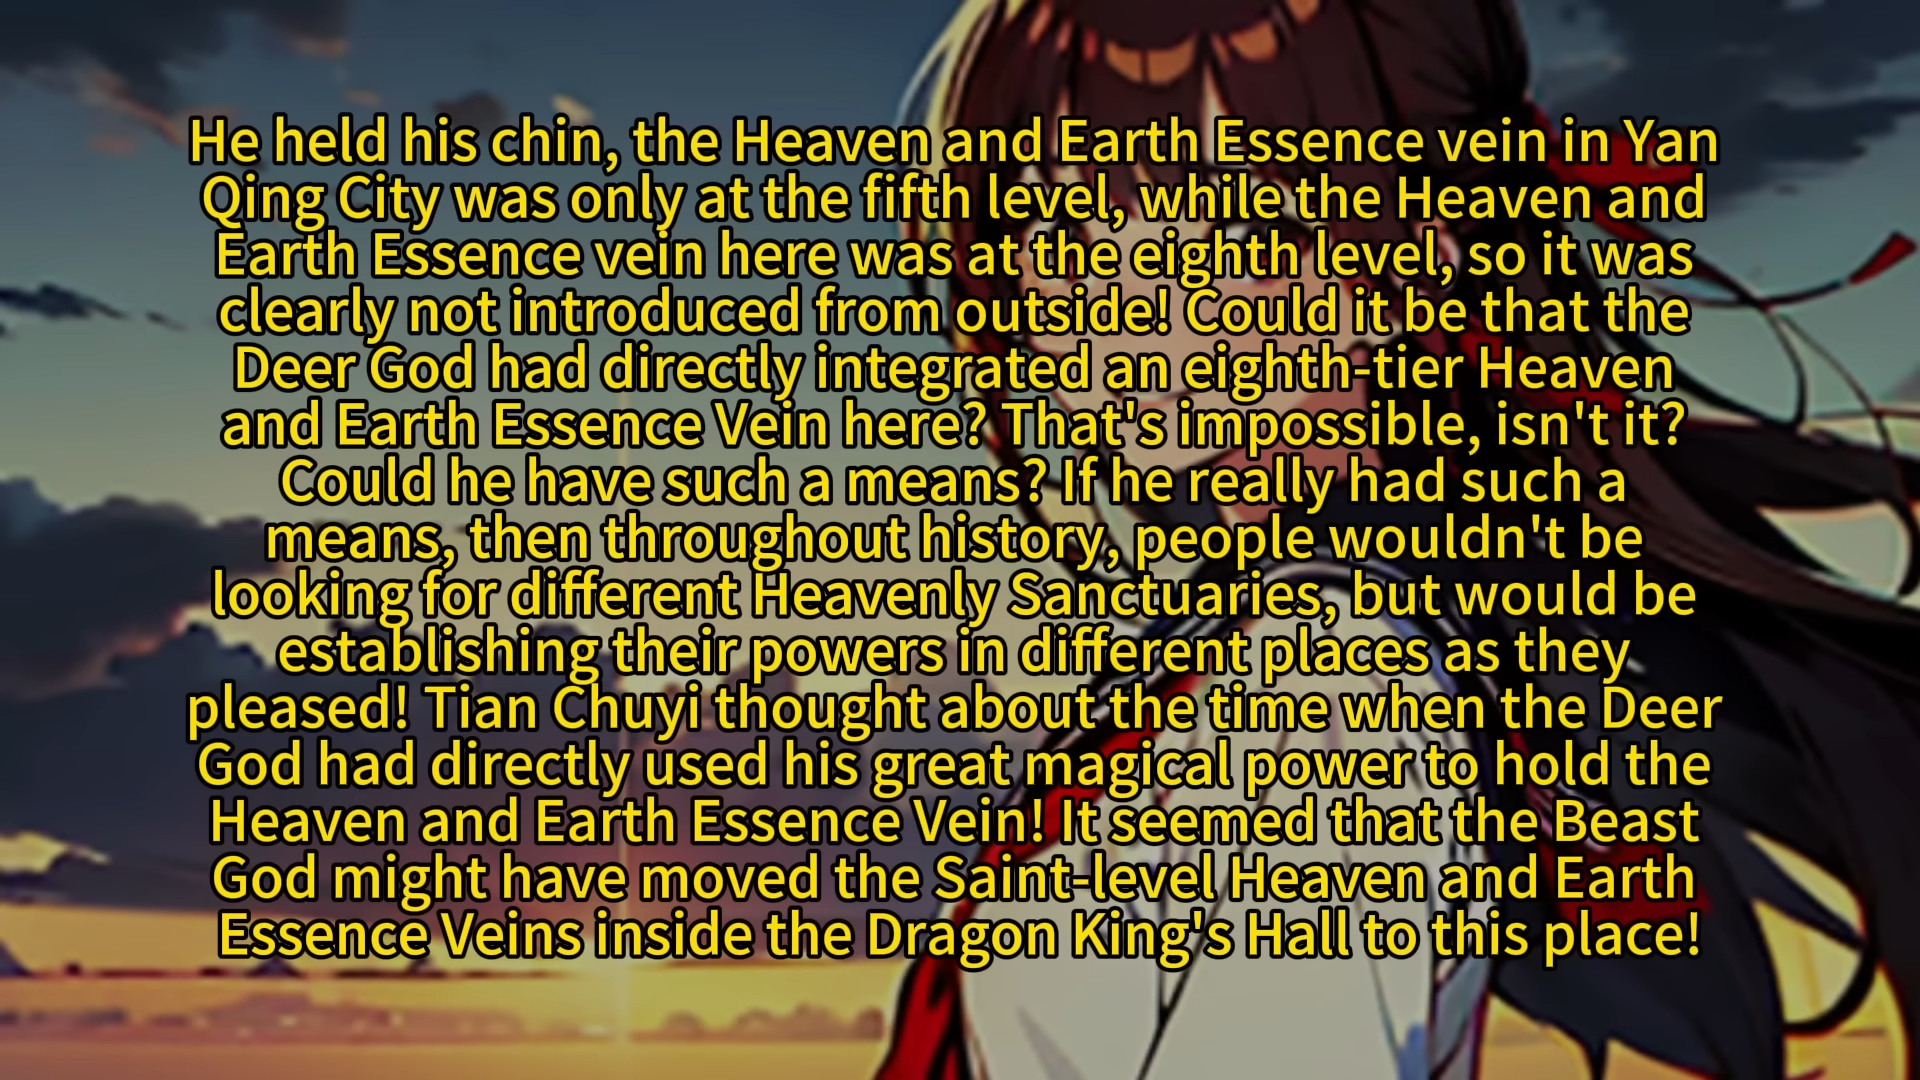 He held his chin, the Heaven and Earth Essence vein in Yan
Qing City was only at the fifth level, while the Heaven and
Earth Essence vein here was at the eighth level, so it was
clearly not introduced from outside! Could it be that the
Deer God had directly integrated an eighth-tier Heaven
and Earth Essence Vein here? That's impossible, isn't it?
Could he have such a means? If he really had such a
means, then throughout history, people wouldn't be
looking for different Heavenly Sanctuaries, but would be
establishing their powers in different places as they
pleased! Tian Chuyi thought about the time when the Deer
God had directly used his great magical power to hold the
Heaven and Earth Essence Vein! It seemed that the Beast
God might have moved the Saint-level Heaven and Earth
Essence Veins inside the Dragon King's Hall to this place!